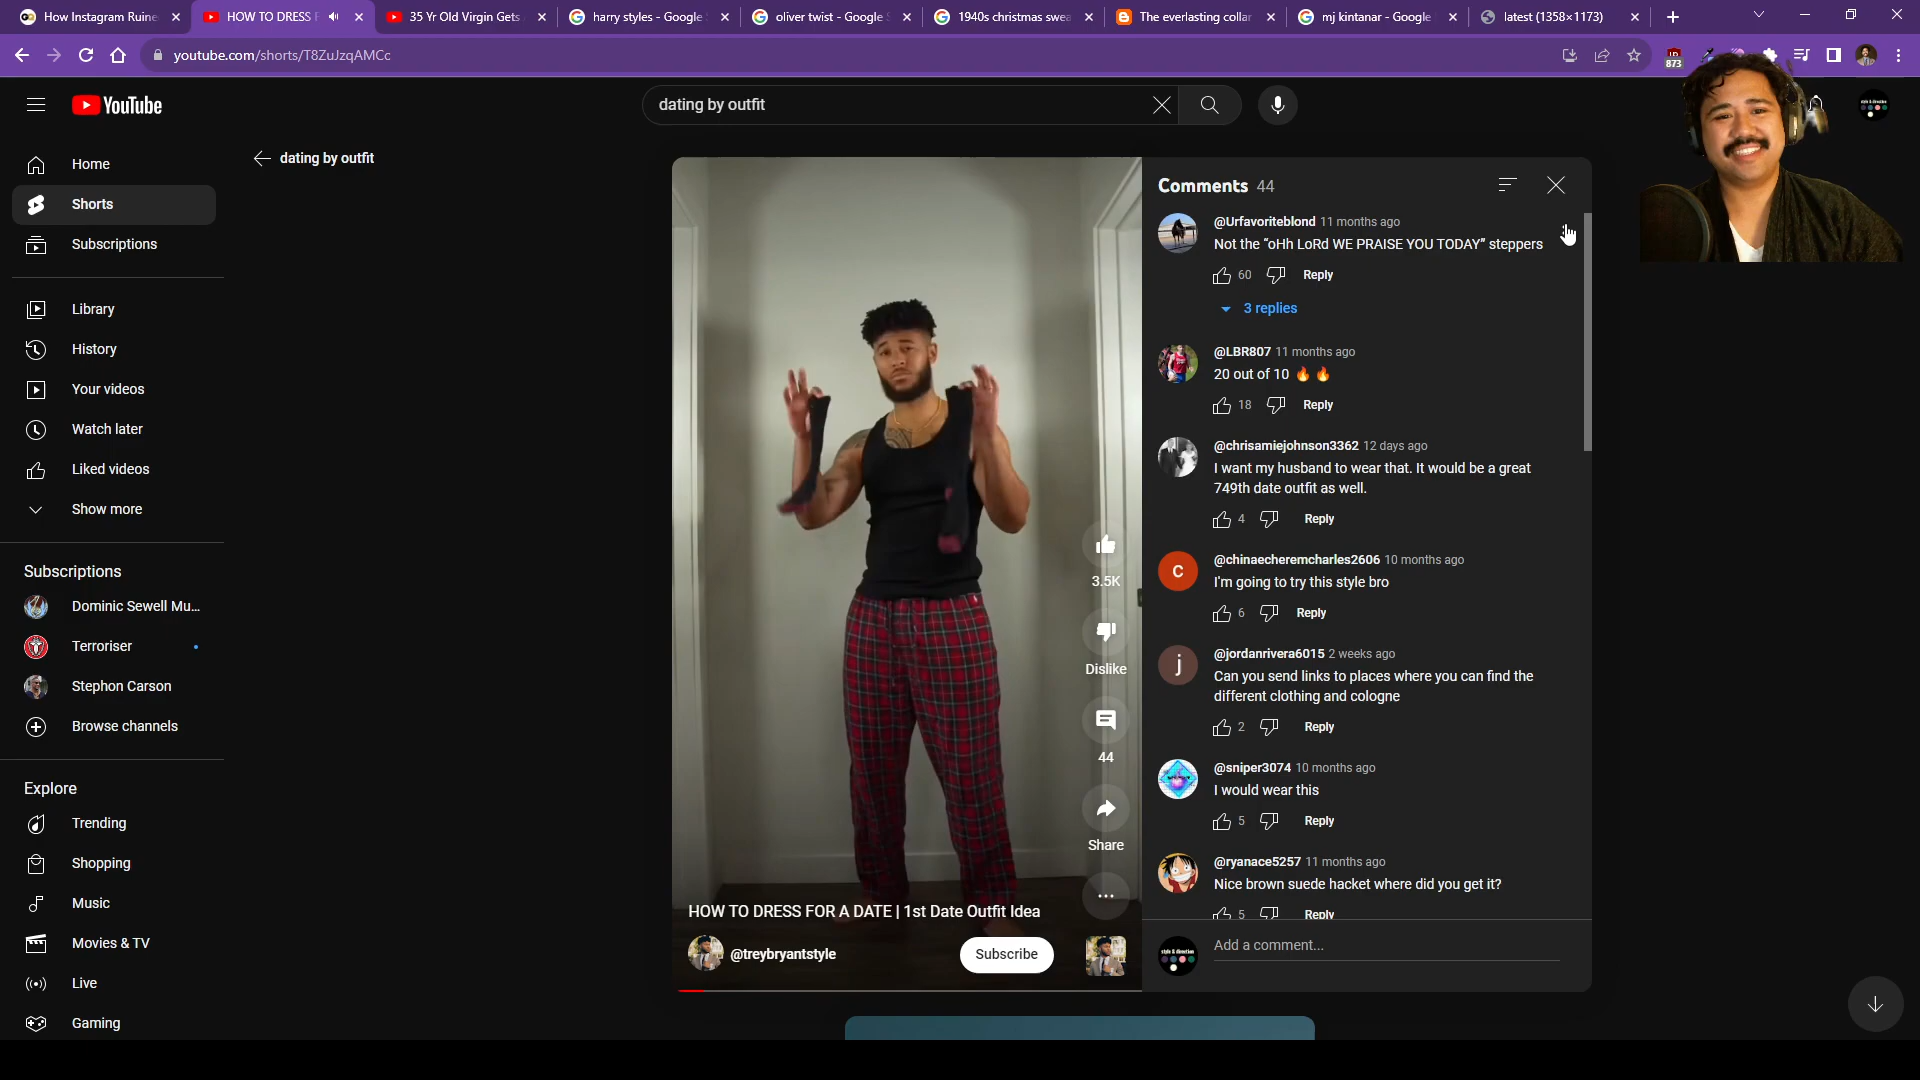 How Instagram Ruine
HOW TO DRESS F
35 Yr Old Virgin Gets
harry styles - Google
oliver twist - Google S
1940s christmas swea
The everlasting collar
mj kintanar - Google
latest (1358×1173)
youtube.com/shorts/T8ZuJzqAMCc
873
YouTube
dating by outfit
Home
Shorts
Subscriptions
Library
History
Your videos
Watch later
Liked videos
Show more
Subscriptions
Dominic Sewell Mu...
Terroriser
Stephon Carson
Browse channels
Explore
Trending
Shopping
Music
Movies & TV
Live
Gaming
dating by outfit
3.5K
Dislike
44
Share
HOW TO DRESS FOR A DATE | 1st Date Outfit Idea
@treybryantstyle
Subscribe
Comments 44
@Urfavoriteblond 11 months ago
Not the “oHh LoRd WE PRAISE YOU TODAY” steppers
60 Reply
3 replies
@LBR807 11 months ago
20 out of 10 🔥🔥
18 Reply
@chrisamiejohnson3362 12 days ago
I want my husband to wear that. It would be a great
749th date outfit as well.
4 Reply
C
@chinaecheremcharles2606 10 months ago
I'm going to try this style bro
6 Reply
j
@jordanrivera6015 2 weeks ago
Can you send links to places where you can find the
different clothing and cologne
2 Reply
@sniper3074 10 months ago
I would wear this
5 Reply
@ryanace5257 11 months ago
Nice brown suede hacket where did you get it?
5 Reply
style & direction
Add a comment...